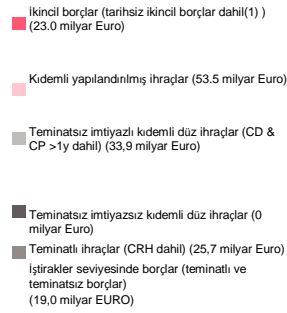 İkincil borçlar (tarihsiz ikincil borçlar dahil(1) )
(23.0 milyar Euro)
Kıdemli yapılandırılmış ihraçlar (53.5 milyar Euro)
Teminatsız imtiyazlı kıdemli düz ihraçlar (CD &
CP >1y dahil) (33,9 milyar Euro)
Teminatsız imtiyazsız kıdemli düz ihraçlar (0
milyar Euro)
Teminatlı ihraçlar (CRH dahil) (25,7 milyar Euro)
İştirakler seviyesinde borçlar (teminatlı ve
teminatsız borçlar)
(19,0 milyar EURO)